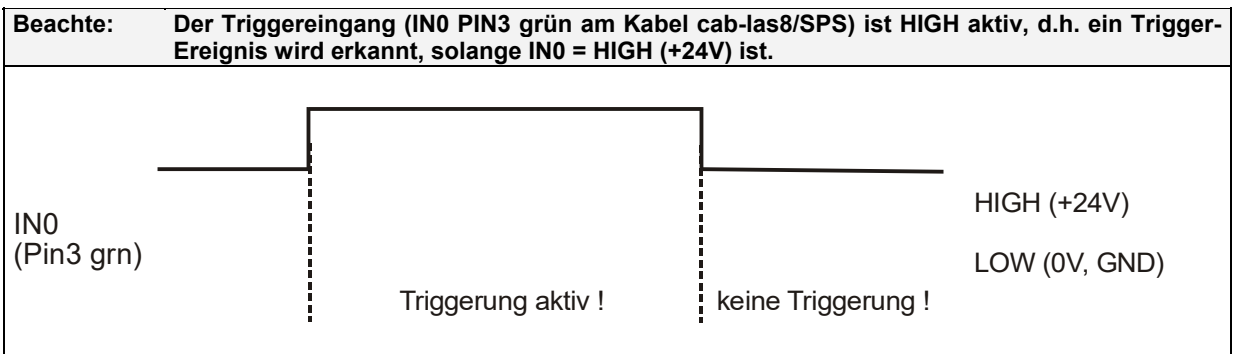 Beachte: Der Triggereingang (IN0 PIN3 grün am Kabel cab-las8/SPS) ist HIGH aktiv, d.h. ein Trigger-
Ereignis wird erkannt, solange IN0 = HIGH (+24V) ist.
HIGH (+24V)
IN0
(Pin3 grn)
LOW (0V, GND)
Triggerung aktiv !
keine Triggerung !